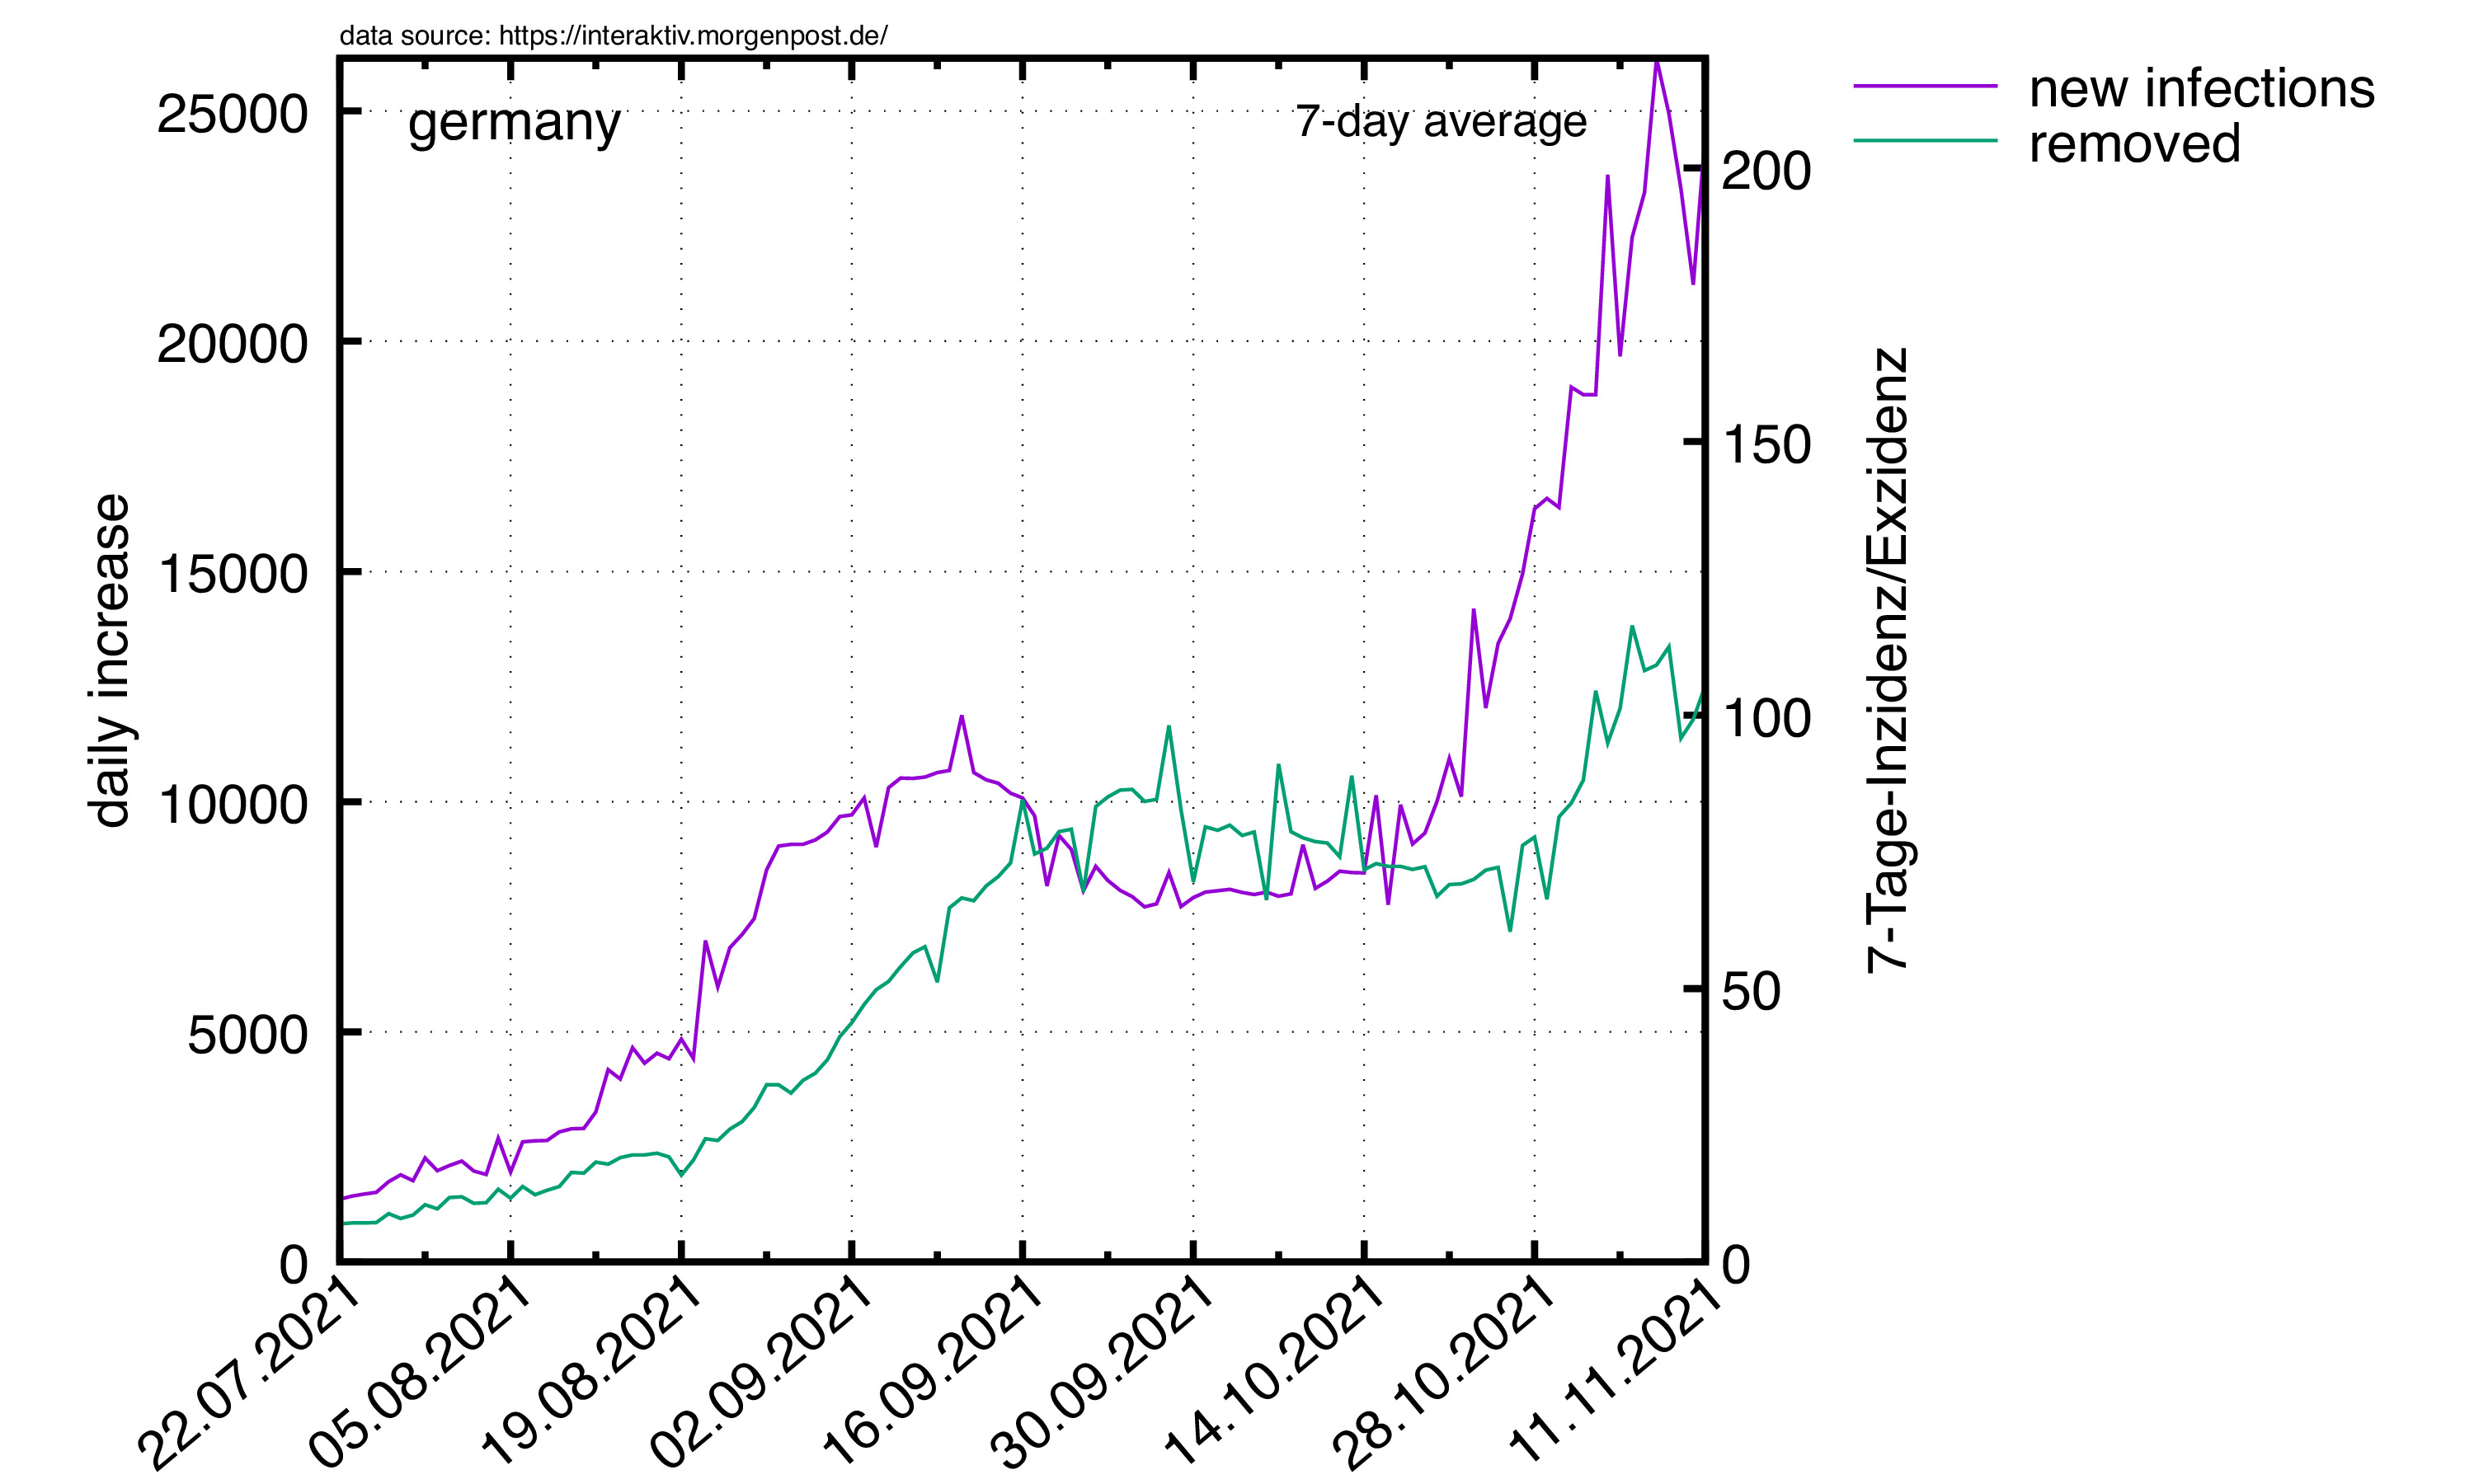 data source: https://interaktiv.morgenpost.de/
germany
7-day average
new infections
removed
daily increase
25000
20000
15000
10000
5000
0
200
150
100
50
0
7-Tage-Inzidenz/Exzidenz
22.07.2021
05.08.2021
19.08.2021
02.09.2021
16.09.2021
30.09.2021
14.10.2021
28.10.2021
11.11.2021